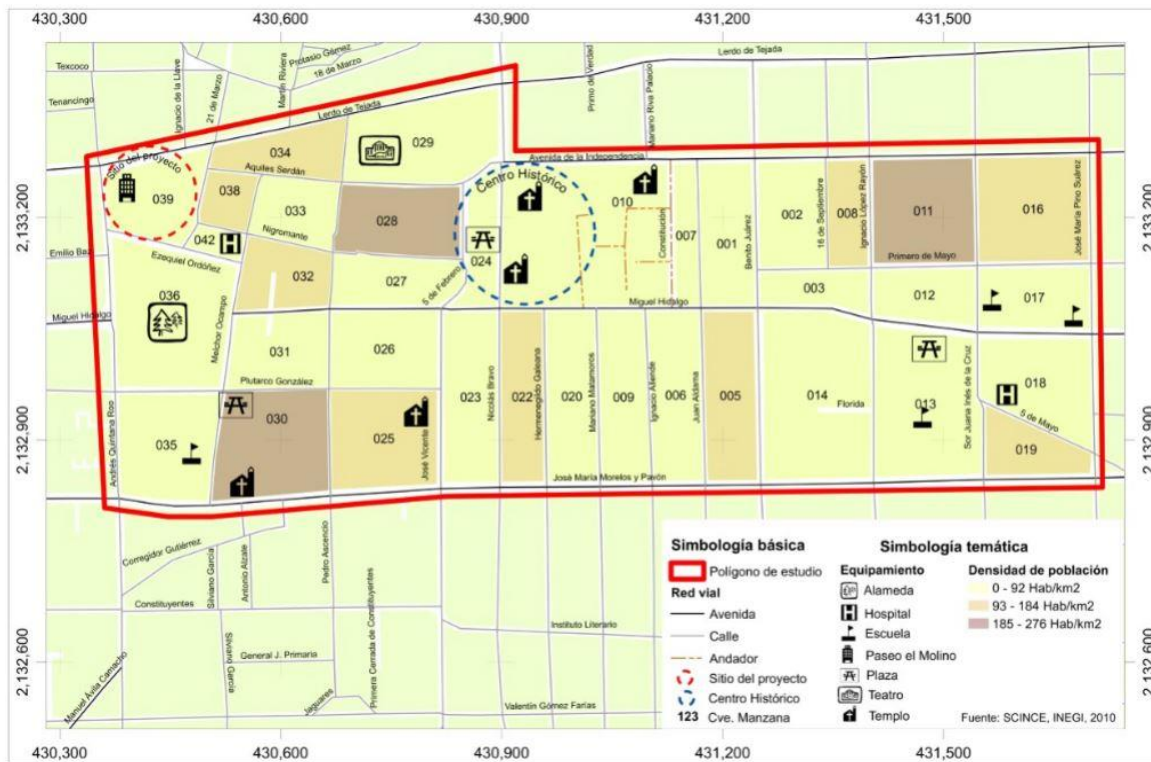 430,300 430,600 430,900 431,200 431,500
Texcoco
Tenancingo
Ignacio de la Llave
21 de Marzo
Martín Riviera
Protasio Gómez
18 de Marzo
Lerdo de Tejada
Primo de Verdad
Mariano Riva Palacio
Lerdo de Tejada
Avenida de la Independencia
2,133,200
2,133,200
Sitio del proyecto
039
034
Aquiles Serdán
029
038
033
028
Nigromante
042
Ezequiel Ordóñez
Emilio Baz
032
027
5 de Febrero
Centro Histórico
024
010
Constitución
007
001
Benito Juárez
002
16 de Septiembre
008
Ignacio López Rayón
011
Primero de Mayo
016
José María Pino Suárez
003
012
017
Miguel Hidalgo
036
Miguel Hidalgo
Melchor Ocampo
031
026
Plutarco González
023
Nicolás Bravo
022
Hermenegildo Galeana
020
Mariano Matamoros
009
Ignacio Allende
006
Juan Aldama
005
014
Florida
013
Sor Juana Inés de la Cruz
018
5 de Mayo
019
2,132,900
2,132,900
Andrés Quintana Roo
035
030
025
José Vicente
José María Morelos y Pavón
Corregidor Gutiérrez
Silviano García
Antonio Alzate
Pedro Ascencio
Constituyentes
Instituto Literario
2,132,600
2,132,600
Silviano García
General J. Primaria
Primera Cerrada de Constituyentes
Manuel Ávila Camacho
Jaguares
Valentín Gómez Farías
Simbología básica
Polígono de estudio
Red vial
Avenida
Calle
Andador
Sitio del proyecto
Centro Histórico
123 Cve. Manzana
Simbología temática
Equipamiento
Alameda
Hospital
Escuela
Paseo el Molino
Plaza
Teatro
Templo
Densidad de población
0 - 92 Hab/km2
93 - 184 Hab/km2
185 - 276 Hab/km2
Fuente: SCINCE, INEGI, 2010
430,300 430,600 430,900 431,200 431,500